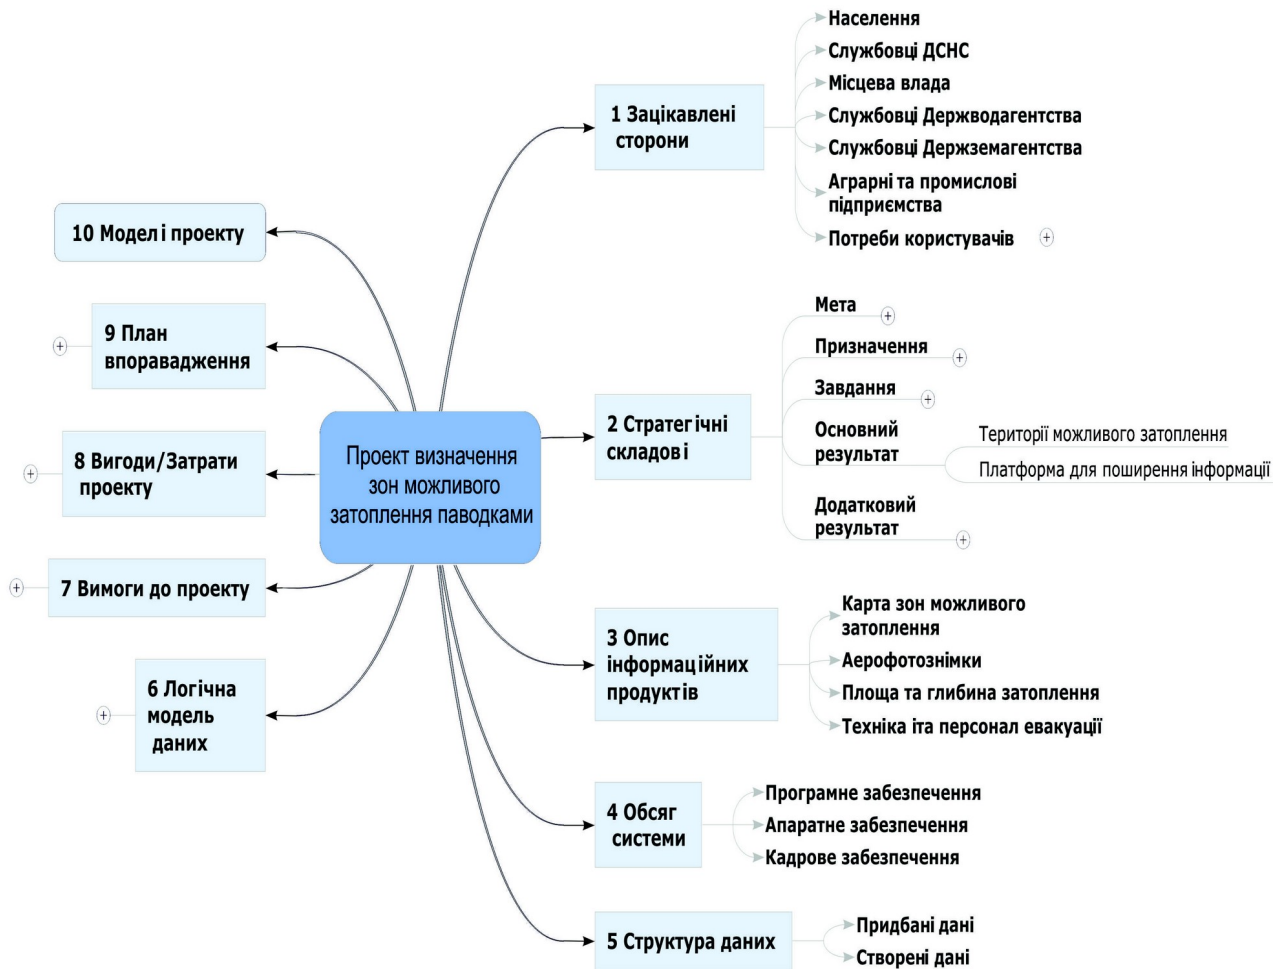 Проект визначення
зон можливого
затоплення паводками
1 Зацікавлені
сторони
Населення
Службовці ДСНС
Місцева влада
Службовці Держводагентства
Службовці Держземагентства
Аграрні та промислові
підприємства
Потреби користувачів
2 Стратегічні
складові
Мета
Призначення
Завдання
Основний
результат
Території можливого затоплення
Платформа для поширення інформації
Додатковий
результат
3 Опис
інформаційних
продуктів
Карта зон можливого
затоплення
Аерофотознімки
Площа та глибина затоплення
Техніка іта персонал евакуації
4 Обсяг
системи
Програмне забезпечення
Апаратне забезпечення
Кадрове забезпечення
5 Структура даних
Придбані дані
Створені дані
6 Логічна
модель
даних
7 Вимоги до проекту
8 Вигоди/Затрати
проекту
9 План
впоравадження
10 Моделі проекту